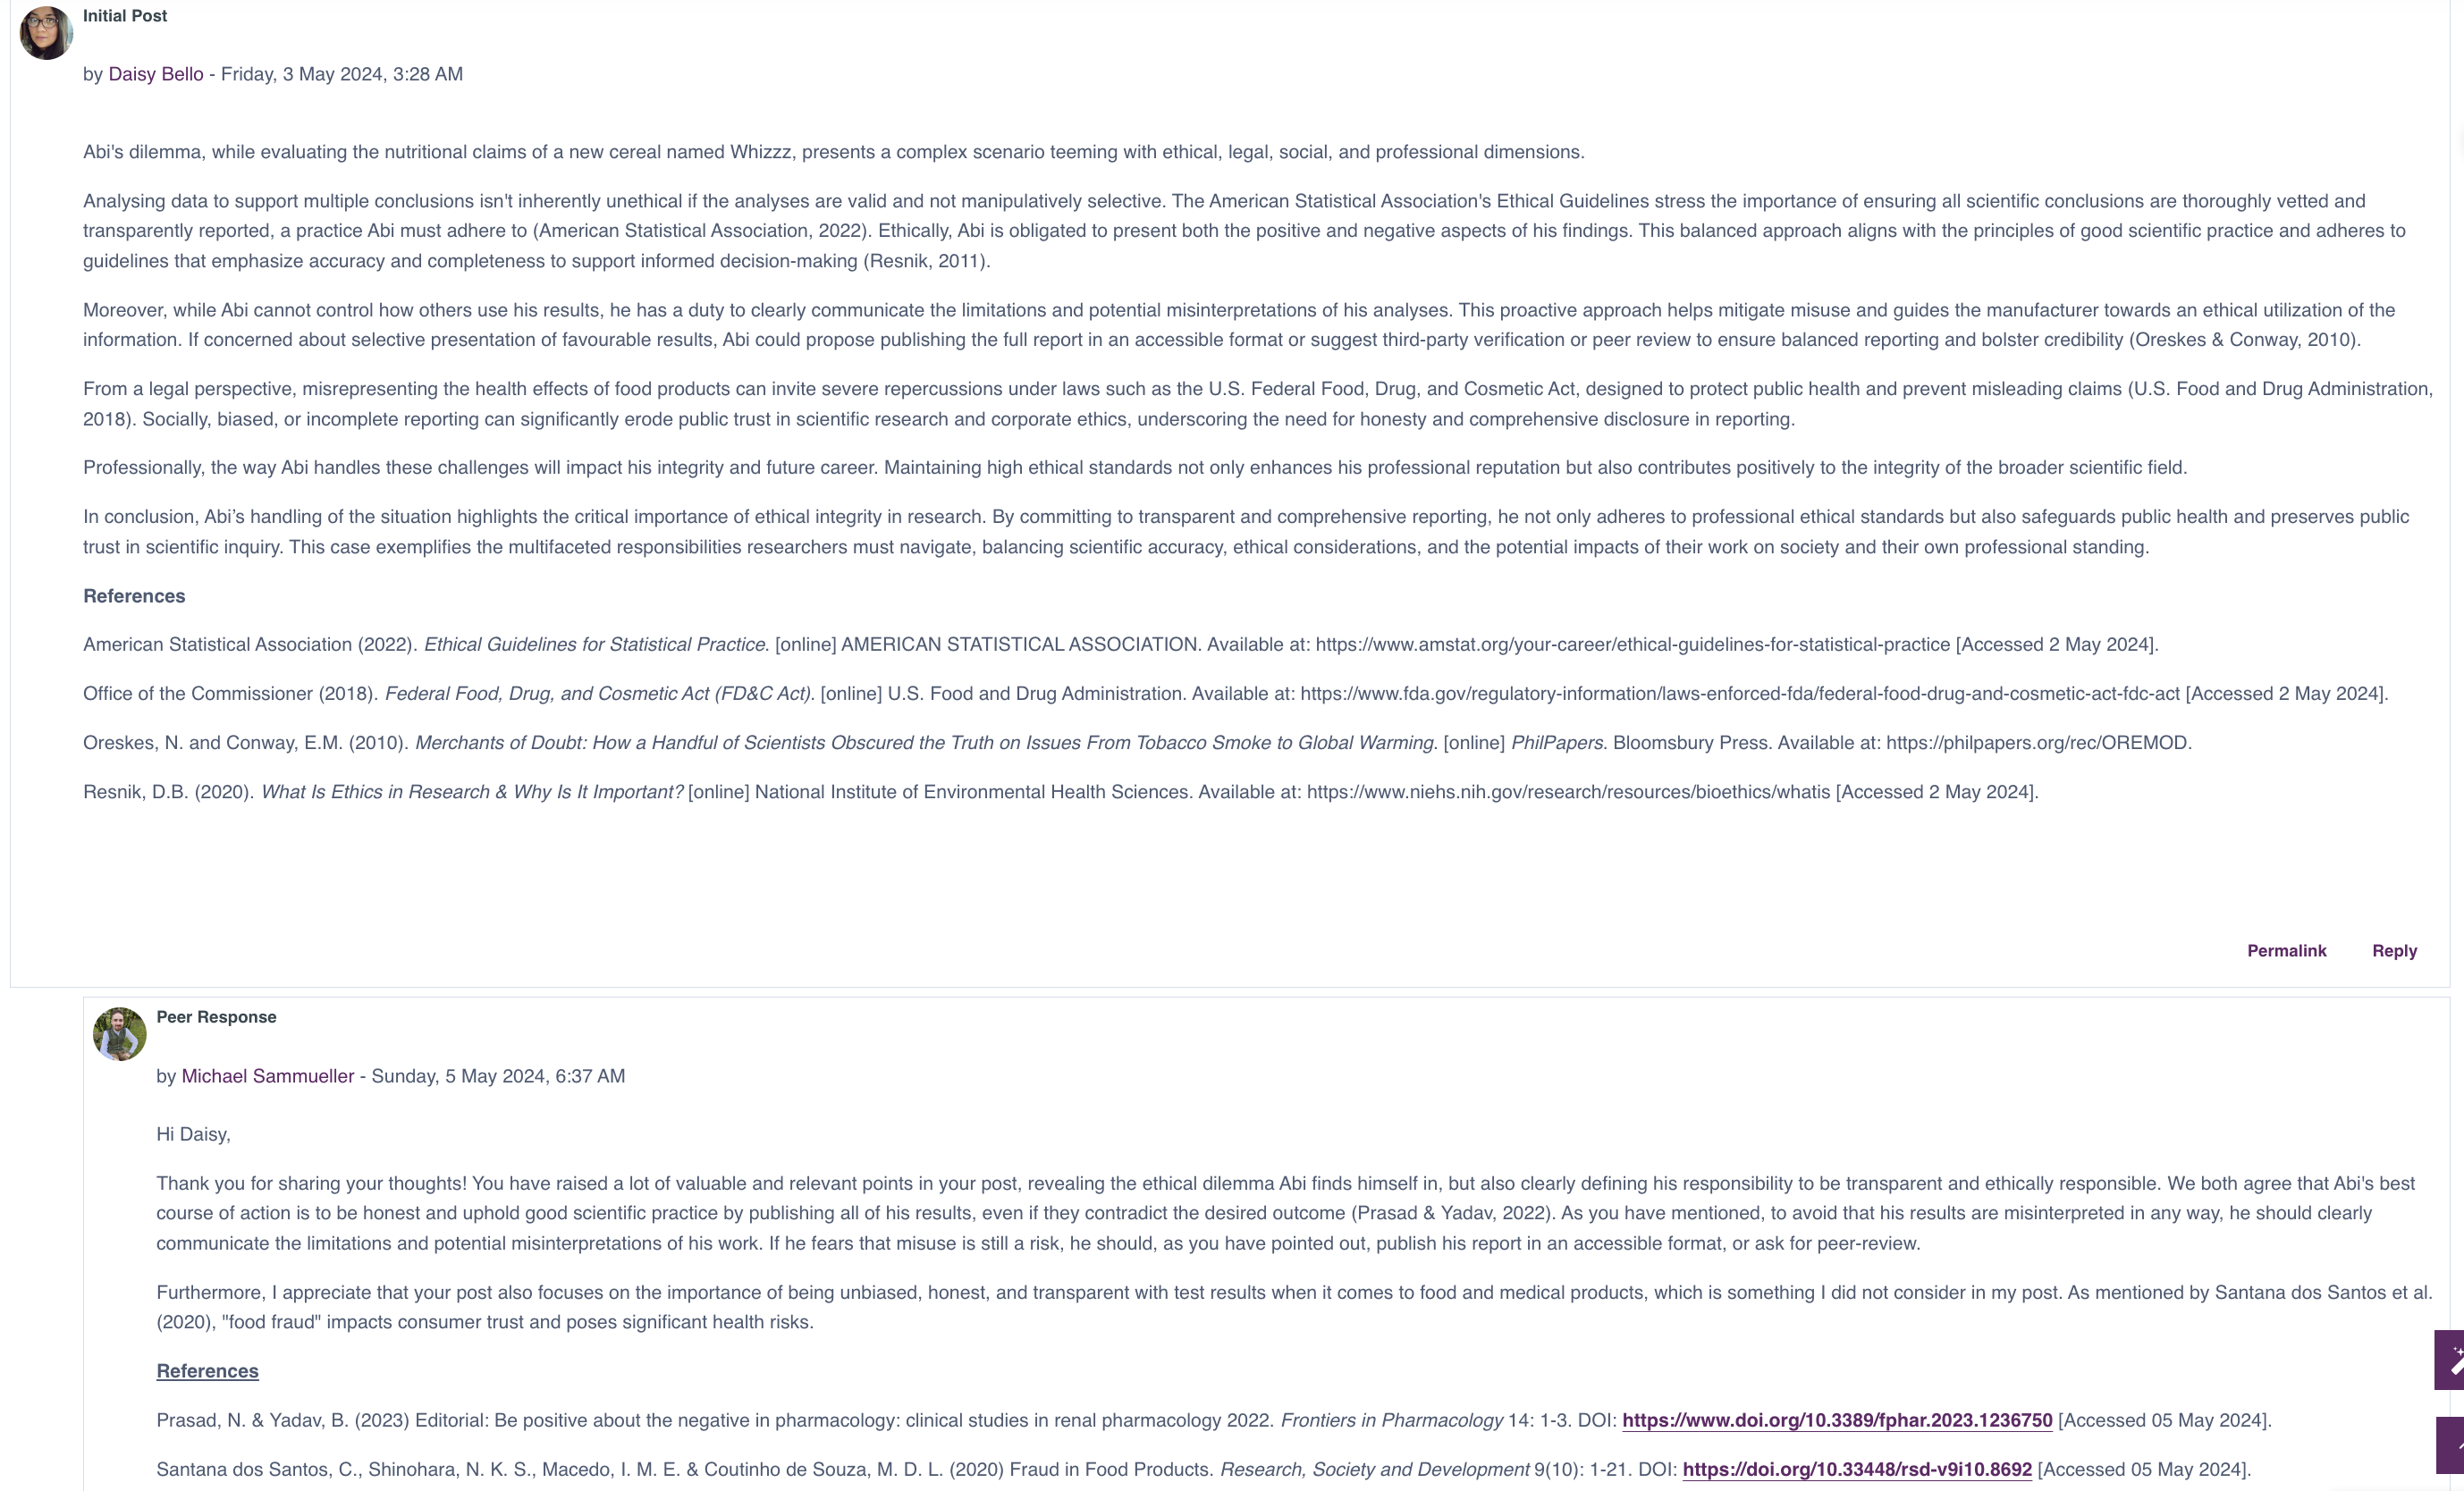 Initial Post
by Daisy Bello - Friday, 3 May 2024, 3:28 AM
Abi's dilemma, while evaluating the nutritional claims of a new cereal named Whizzz, presents a complex scenario teeming with ethical, legal, social, and professional dimensions.
Analysing data to support multiple conclusions isn't inherently unethical if the analyses are valid and not manipulatively selective. The American Statistical Association's Ethical Guidelines stress the importance of ensuring all scientific conclusions are thoroughly vetted and
transparently reported, a practice Abi must adhere to (American Statistical Association, 2022). Ethically, Abi is obligated to present both the positive and negative aspects of his findings. This balanced approach aligns with the principles of good scientific practice and adheres to
guidelines that emphasize accuracy and completeness to support informed decision-making (Resnik, 2011).
Moreover, while Abi cannot control how others use his results, he has a duty to clearly communicate the limitations and potential misinterpretations of his analyses. This proactive approach helps mitigate misuse and guides the manufacturer towards an ethical utilization of the
information. If concerned about selective presentation of favourable results, Abi could propose publishing the full report in an accessible format or suggest third-party verification or peer review to ensure balanced reporting and bolster credibility (Oreskes & Conway, 2010).
From a legal perspective, misrepresenting the health effects of food products can invite severe repercussions under laws such as the U.S. Federal Food, Drug, and Cosmetic Act, designed to protect public health and prevent misleading claims (U.S. Food and Drug Administration,
2018). Socially, biased, or incomplete reporting can significantly erode public trust in scientific research and corporate ethics, underscoring the need for honesty and comprehensive disclosure in reporting.
Professionally, the way Abi handles these challenges will impact his integrity and future career. Maintaining high ethical standards not only enhances his professional reputation but also contributes positively to the integrity of the broader scientific field.
In conclusion, Abi’s handling of the situation highlights the critical importance of ethical integrity in research. By committing to transparent and comprehensive reporting, he not only adheres to professional ethical standards but also safeguards public health and preserves public
trust in scientific inquiry. This case exemplifies the multifaceted responsibilities researchers must navigate, balancing scientific accuracy, ethical considerations, and the potential impacts of their work on society and their own professional standing.
References
American Statistical Association (2022). Ethical Guidelines for Statistical Practice. [online] AMERICAN STATISTICAL ASSOCIATION. Available at: https://www.amstat.org/your-career/ethical-guidelines-for-statistical-practice [Accessed 2 May 2024].
Office of the Commissioner (2018). Federal Food, Drug, and Cosmetic Act (FD&C Act). [online] U.S. Food and Drug Administration. Available at: https://www.fda.gov/regulatory-information/laws-enforced-fda/federal-food-drug-and-cosmetic-act-fdc-act [Accessed 2 May 2024].
Oreskes, N. and Conway, E.M. (2010). Merchants of Doubt: How a Handful of Scientists Obscured the Truth on Issues From Tobacco Smoke to Global Warming. [online] PhilPapers. Bloomsbury Press. Available at: https://philpapers.org/rec/OREMOD.
Resnik, D.B. (2020). What Is Ethics in Research & Why Is It Important? [online] National Institute of Environmental Health Sciences. Available at: https://www.niehs.nih.gov/research/resources/bioethics/whatis [Accessed 2 May 2024].
Permalink Reply
Peer Response
by Michael Sammueller - Sunday, 5 May 2024, 6:37 AM
Hi Daisy,
Thank you for sharing your thoughts! You have raised a lot of valuable and relevant points in your post, revealing the ethical dilemma Abi finds himself in, but also clearly defining his responsibility to be transparent and ethically responsible. We both agree that Abi's best
course of action is to be honest and uphold good scientific practice by publishing all of his results, even if they contradict the desired outcome (Prasad & Yadav, 2022). As you have mentioned, to avoid that his results are misinterpreted in any way, he should clearly
communicate the limitations and potential misinterpretations of his work. If he fears that misuse is still a risk, he should, as you have pointed out, publish his report in an accessible format, or ask for peer-review.
Furthermore, I appreciate that your post also focuses on the importance of being unbiased, honest, and transparent with test results when it comes to food and medical products, which is something I did not consider in my post. As mentioned by Santana dos Santos et al.
(2020), "food fraud" impacts consumer trust and poses significant health risks.
References
Prasad, N. & Yadav, B. (2023) Editorial: Be positive about the negative in pharmacology: clinical studies in renal pharmacology 2022. Frontiers in Pharmacology 14: 1-3. DOI: https://www.doi.org/10.3389/fphar.2023.1236750 [Accessed 05 May 2024].
Santana dos Santos, C., Shinohara, N. K. S., Macedo, I. M. E. & Coutinho de Souza, M. D. L. (2020) Fraud in Food Products. Research, Society and Development 9(10): 1-21. DOI: https://doi.org/10.33448/rsd-v9i10.8692 [Accessed 05 May 2024].